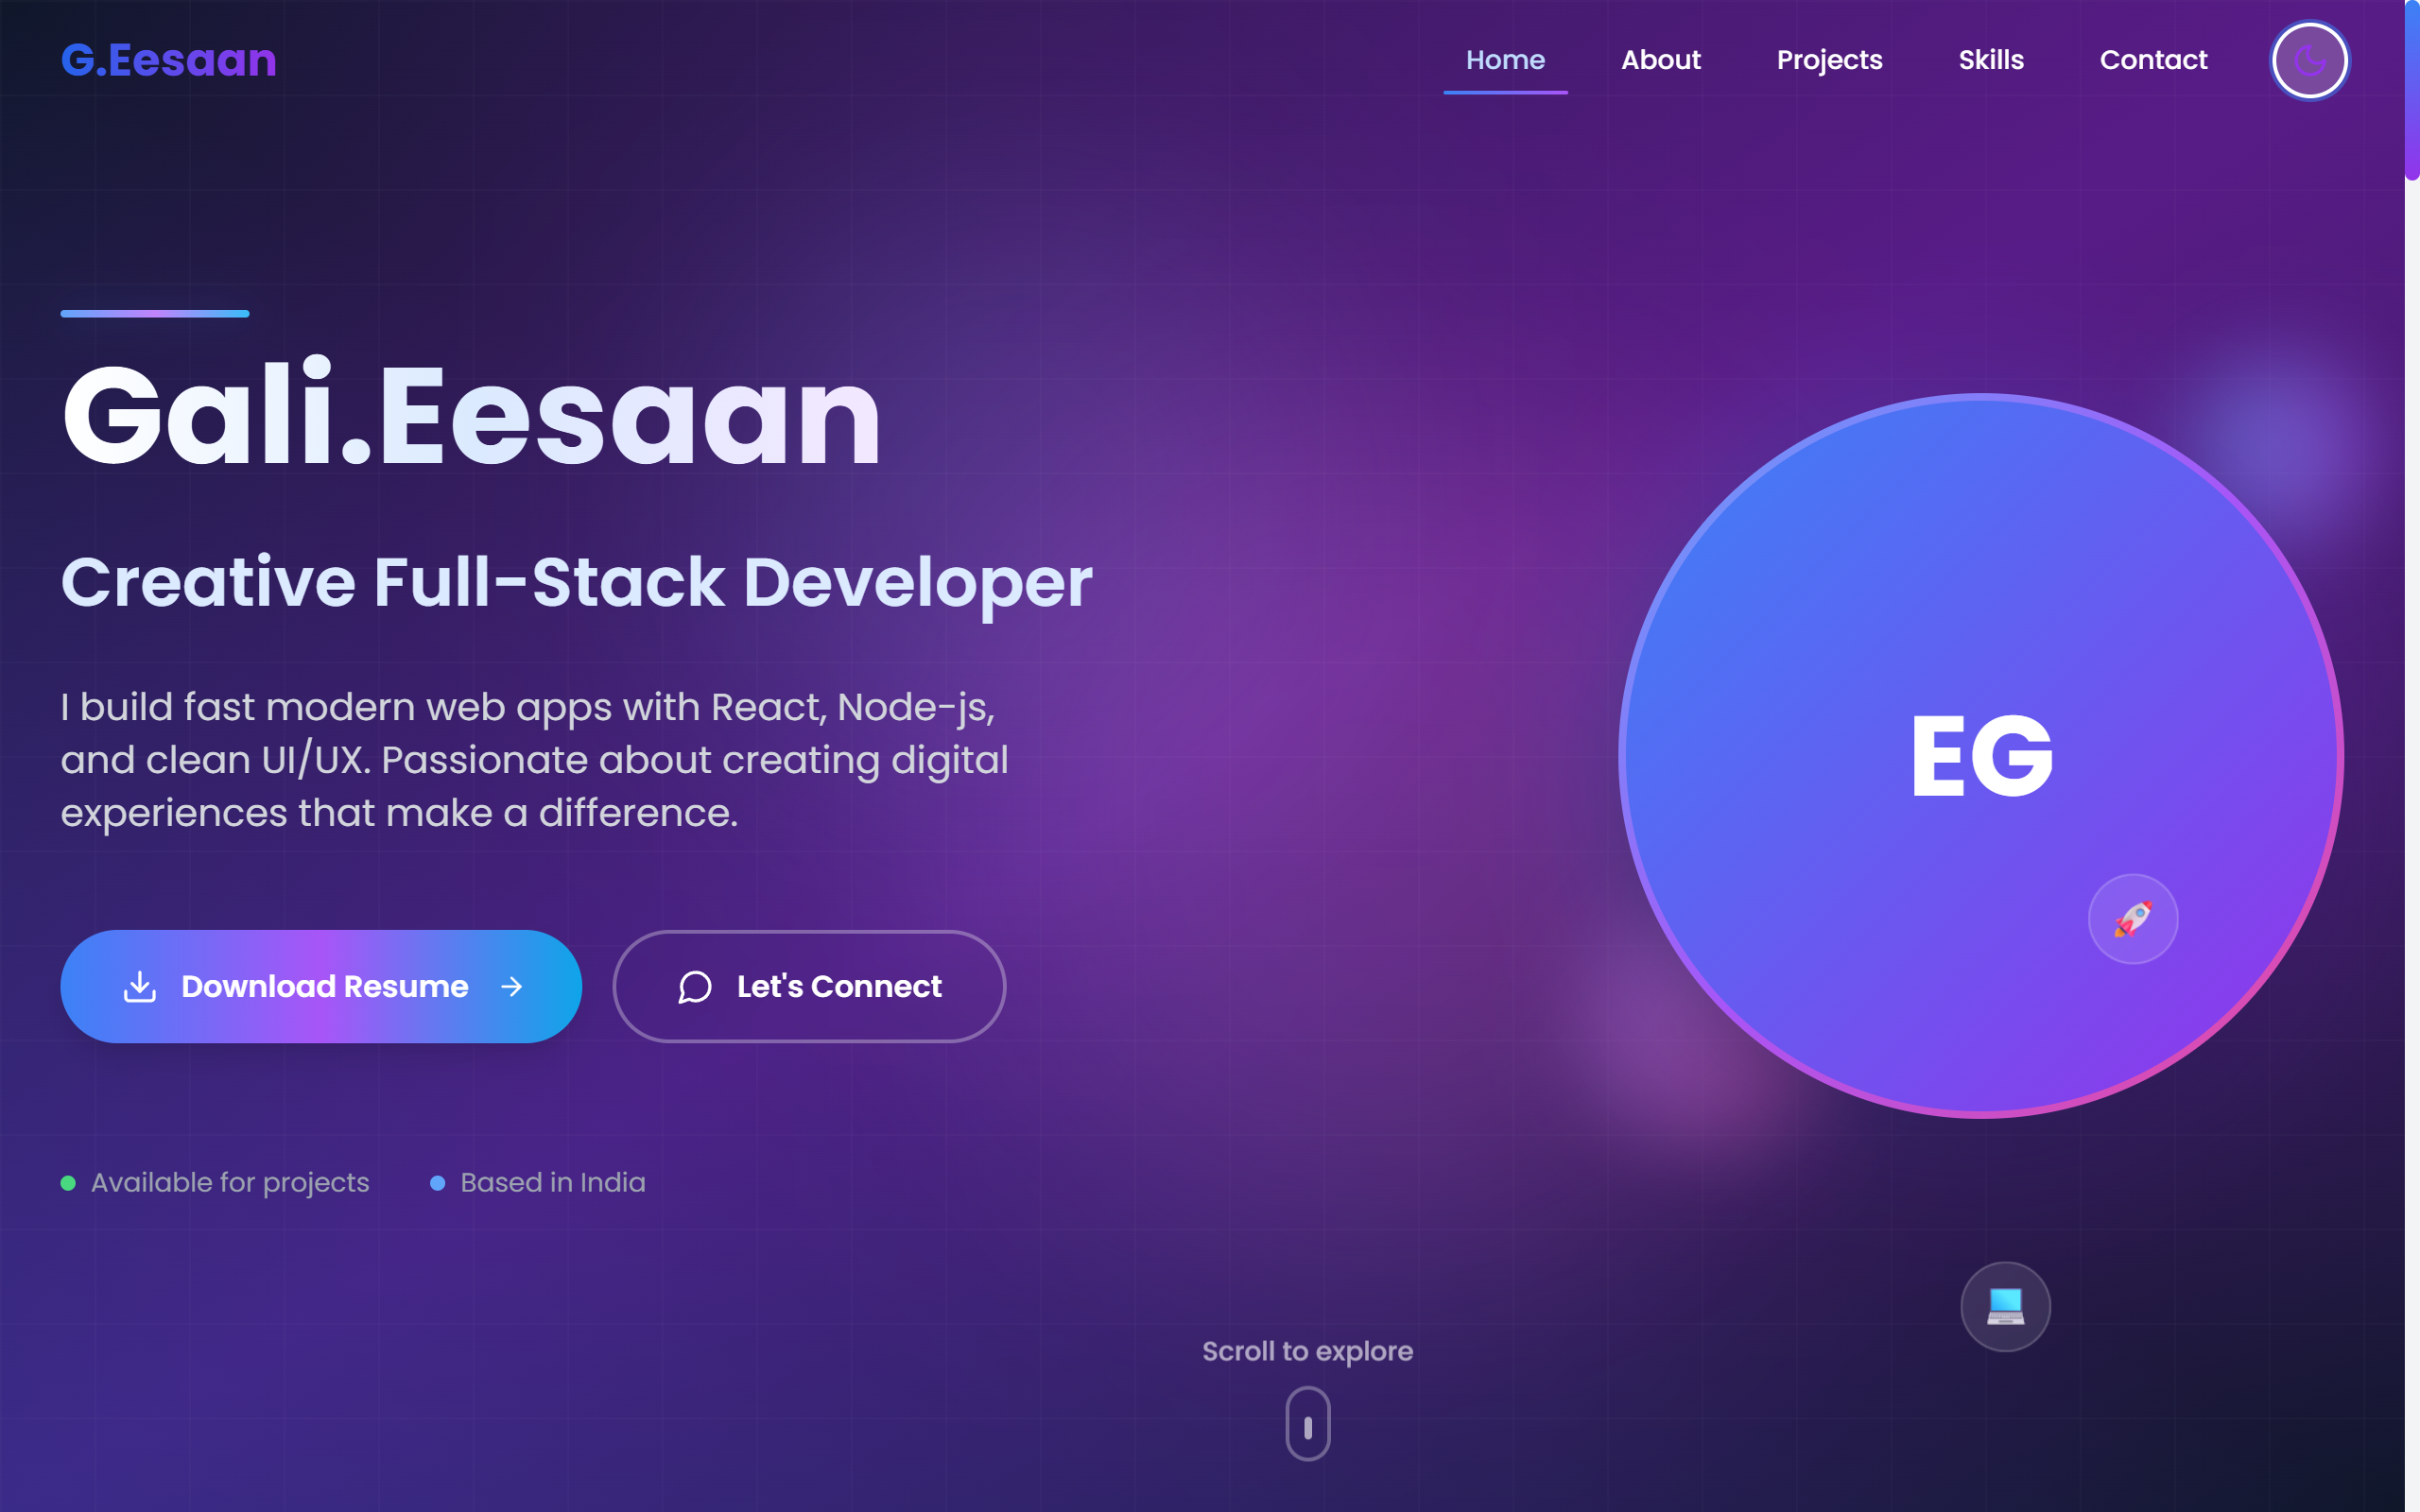 G.Eesaan
Home About Projects Skills Contact
Gali.Eesaan
Creative Full-Stack Developer
I build fast modern web apps with React, Node-js,
and clean UI/UX. Passionate about creating digital
experiences that make a difference.
EG
Download Resume
Let's Connect
Available for projects
Based in India
Scroll to explore